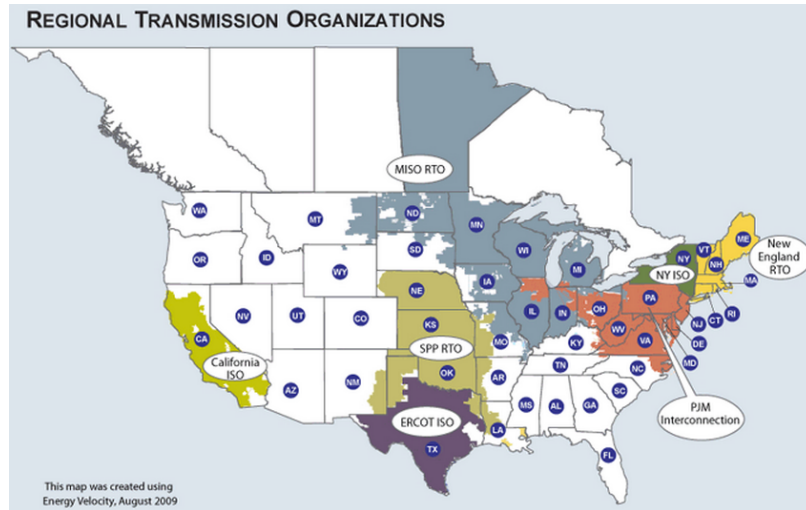 REGIONAL TRANSMISSION ORGANIZATIONS
MISO RTO
WA
MT
ND
MN
VT
ME
OR
ID
SD
WI
MI
NY
NH
New
England
RTO
NY ISO
MA
WY
IA
NE
PA
NV
UT
CO
IL
IN
OH
RI
CT
NJ
KS
WV
DE
CA
MO
VA
MD
California
ISO
SPP RTO
KY
OK
TN
NC
AZ
NM
AR
SC
PJM
Interconnection
MS
AL
GA
ERCOT ISO
LA
TX
FL
This map was created using
Energy Velocity, August 2009